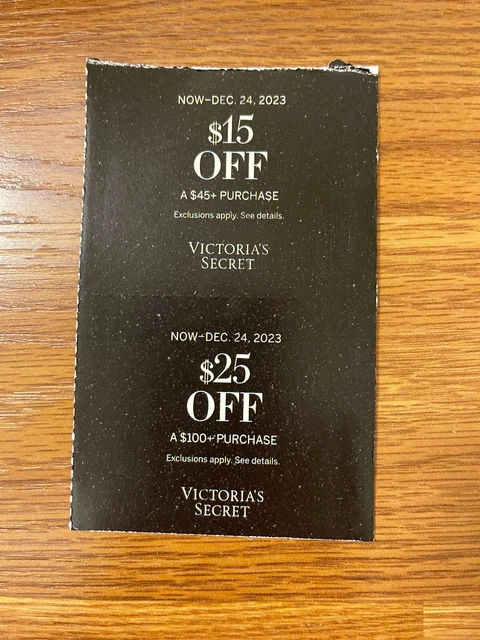 NOW–DEC. 24, 2023
$15
OFF
A $45+ PURCHASE
Exclusions apply. See details.
VICTORIA'S
SECRET
NOW–DEC. 24, 2023
$25
OFF
A $100+ PURCHASE
Exclusions apply. See details.
VICTORIA'S
SECRET